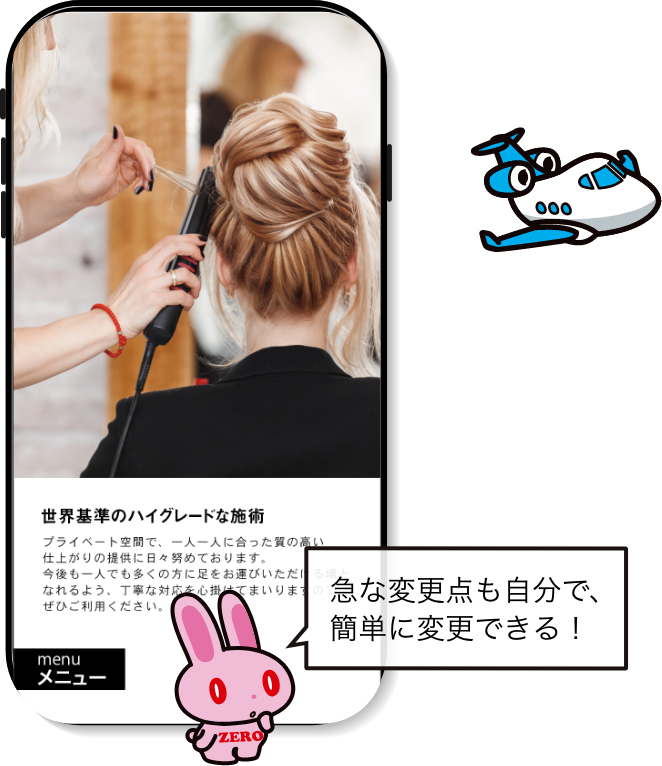 世界基準のハイグレードな施術
プライベート空間で、一人一人に合った質の高い
仕上がりの提供に日々努めております。
今後も一人でも多くの方に足をお運びいただける場と
なれるよう、丁寧な対応を心掛けてまいりますので
ぜひご利用ください。
急な変更点も自分で、
簡単に変更できる！
menu
メニュー
ZERO